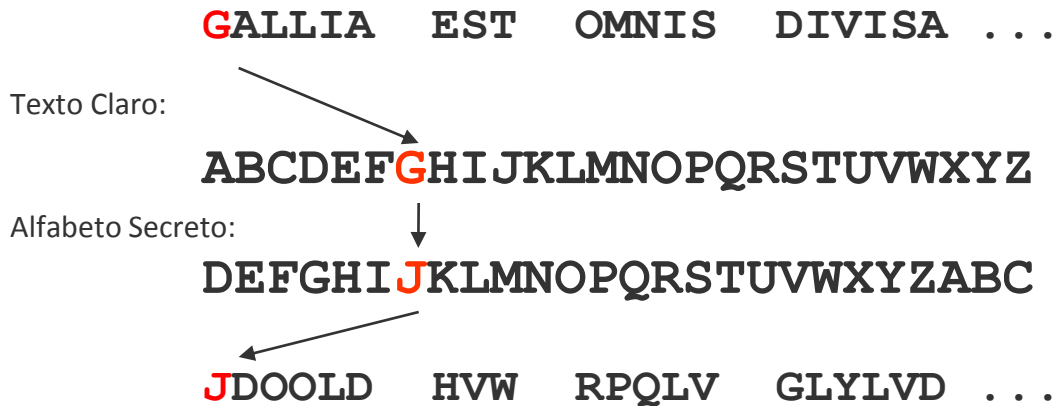 GALLIA EST OMNIS DIVISA ...
Texto Claro:
ABCDEFGHIJKLMNOPQRSTUVWXYZ
Alfabeto Secreto:
DEFGHIJKLMNOPQRSTUVWXYZABC
JDOOLD HVW RPQLV GLYLVD ...